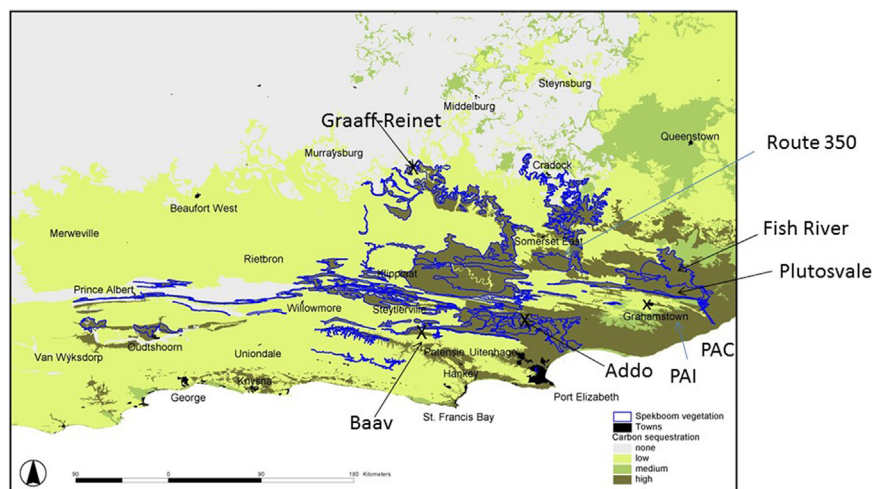 Steynsburg
Middelburg
Graaff-Reinet
Queenstown
Route 350
Murraysburg
Cradock
Beaufort West
Merweville
Somerset East
Fish River
Rietbron
Klipplaat
Plutosvale
Prince Albert
Willowmore
Steytlerville
Grahamstown
Oudtshoorn
PAC
Van Wyksdorp
Uniondale
Patensie
Uitenhage
Addo
PAI
Hankey
Knysna
George
Port Elizabeth
Baav
St. Francis Bay
Spekboom vegetation
Towns
Carbon sequestration
none
low
medium
high
90 0 90 180 Kilometers